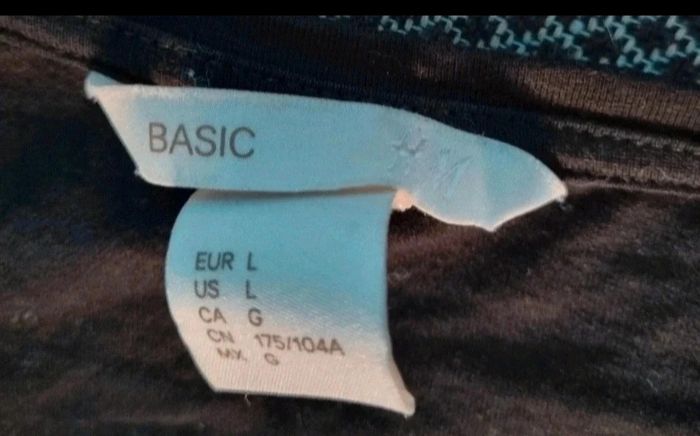 BASIC
EUR L
US L
CA G
CN 175/104A
MX. G